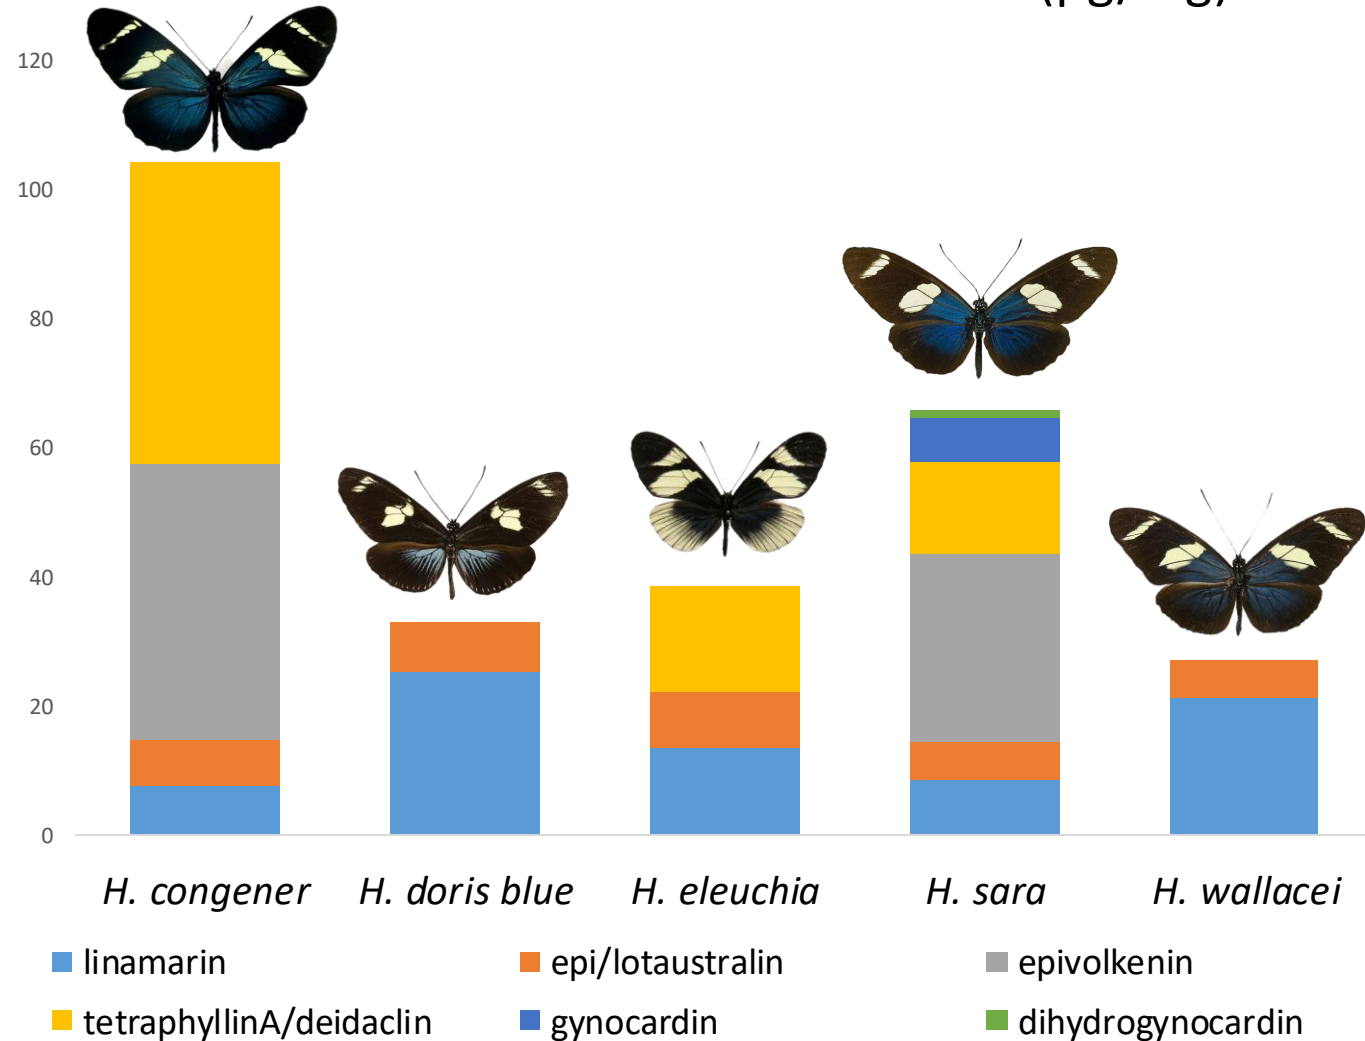 120
100
80
60
40
20
0
H. congener H. doris blue H. eleuchia H. sara H. wallacei
linamarin epi/lotaustralin epivolkenin
tetraphyllinA/deidaclin gynocardin dihydrogynocardin